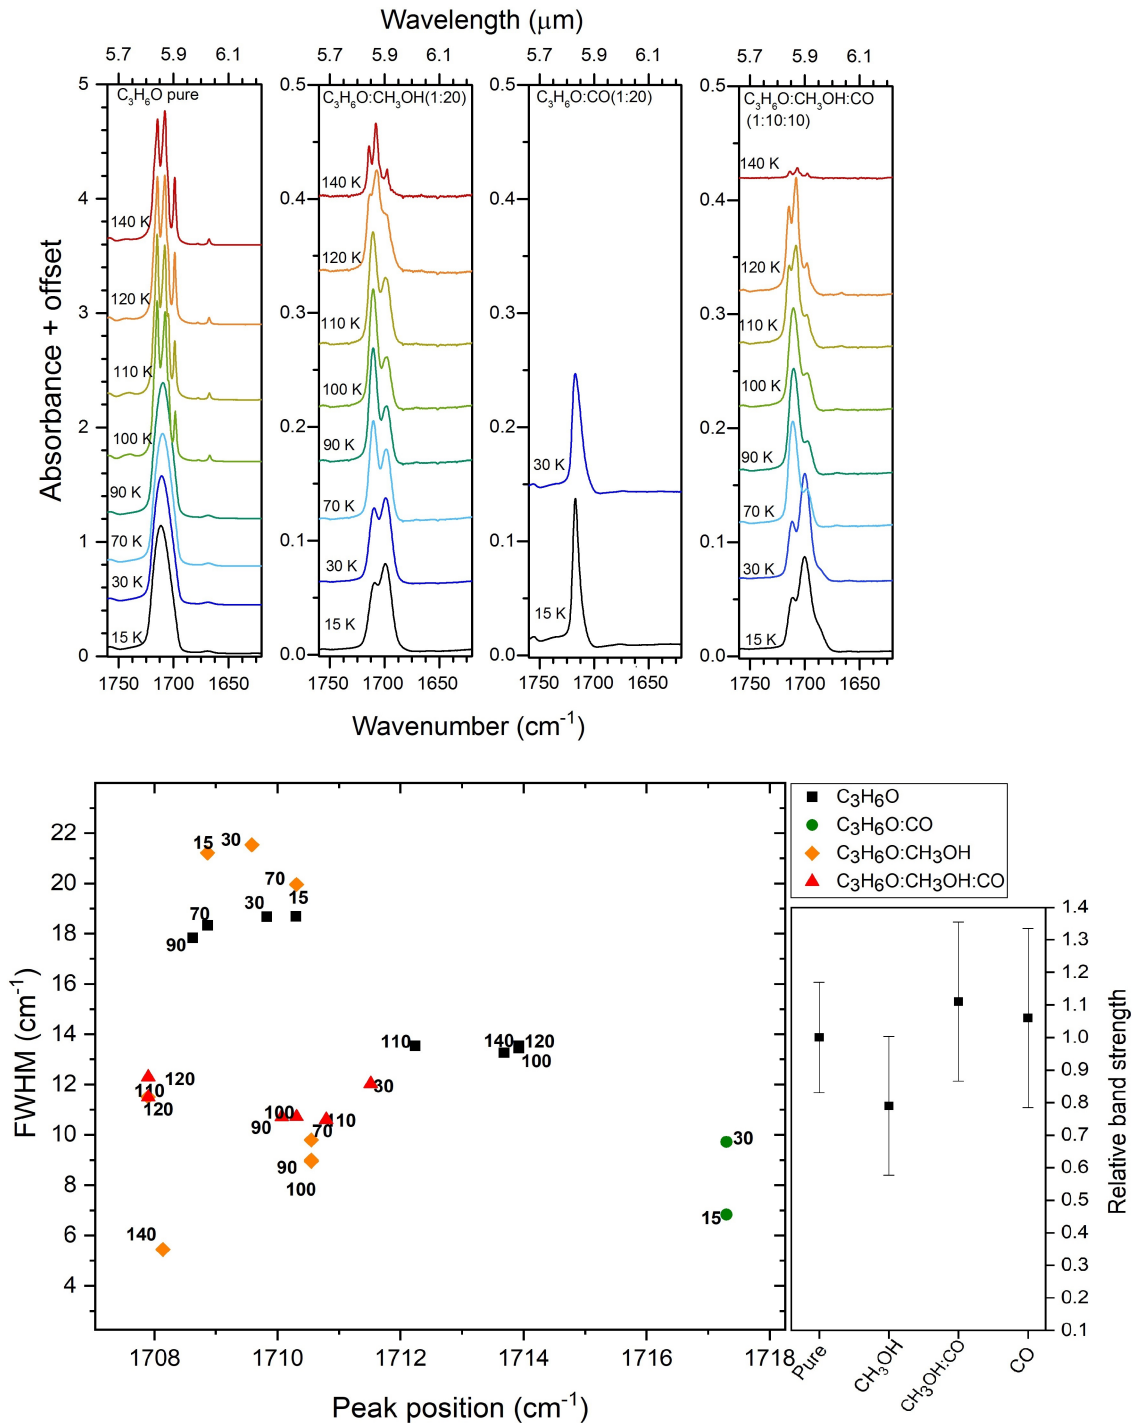 Wavelength (μm)
5.7 5.9 6.1 5.7 5.9 6.1 5.7 5.9 6.1 5.7 5.9 6.1
Absorbance + offset
5
4
3
2
1
0
C3H6O pure
140 K
120 K
110 K
100 K
90 K
70 K
30 K
15 K
1750 1700 1650
0.5
0.4
0.3
0.2
0.1
0.0
C3H6O:CH3OH(1:20)
140 K
120 K
110 K
100 K
90 K
70 K
30 K
15 K
1750 1700 1650
0.5
0.4
0.3
0.2
0.1
0.0
C3H6O:CO(1:20)
30 K
15 K
1750 1700 1650
0.5
0.4
0.3
0.2
0.1
0.0
C3H6O:CH3OH:CO
(1:10:10)
140 K
120 K
110 K
100 K
90 K
70 K
30 K
15 K
1750 1700 1650
Wavenumber (cm-1)
FWHM (cm-1)
22
20
18
16
14
12
10
8
6
4
15 30
70
15
30
70
90
110 140 120
100
120
110
120
30
100
90
110
70
90
100
30
15
140
1708 1710 1712 1714 1716 1718
Peak position (cm-1)
C3H6O
C3H6O:CO
C3H6O:CH3OH
C3H6O:CH3OH:CO
1.4
1.3
1.2
1.1
1.0
0.9
0.8
0.7
0.6
0.5
0.4
0.3
0.2
0.1
Relative band strength
Pure
CH3OH
CH3OH:CO
CO